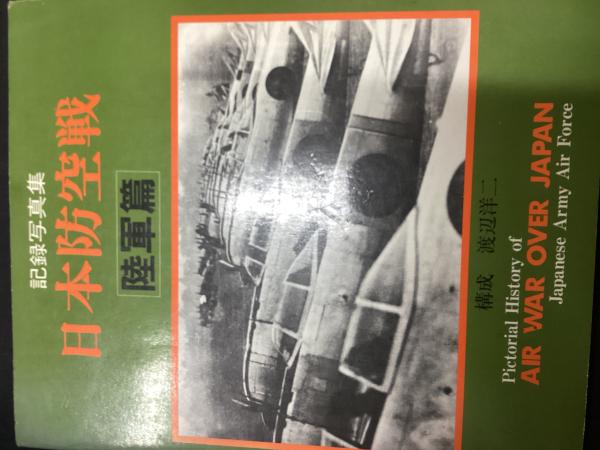 記録写真集
日本防空戦
陸軍篇
構成 渡辺洋二
Pictorial History of
AIR WAR OVER JAPAN
Japanese Army Air Force